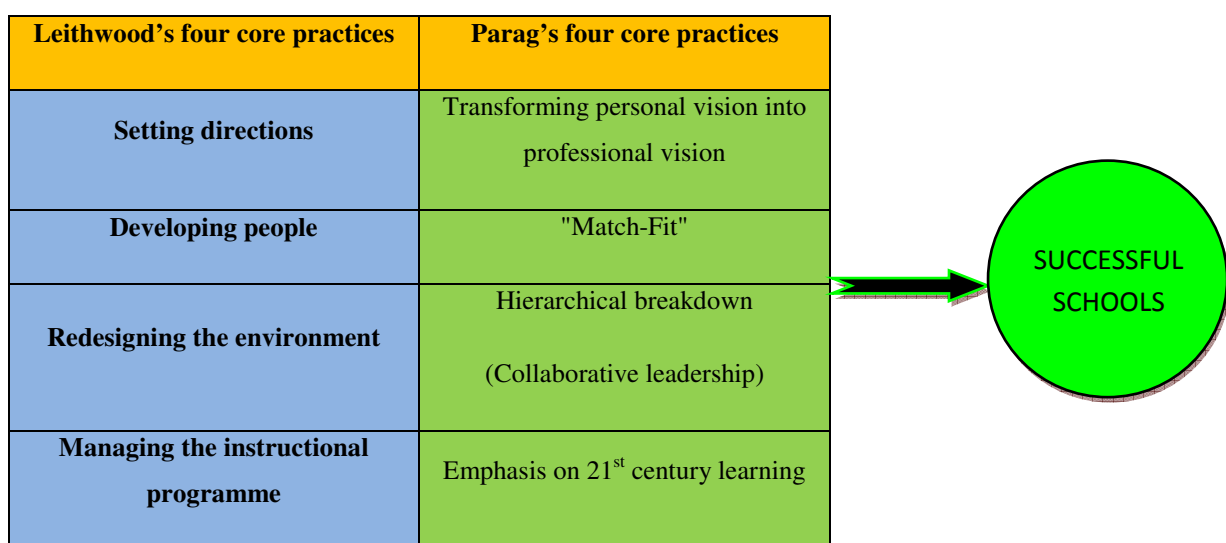 Leithwood’s four core practices
Parag’s four core practices
Setting directions
Transforming personal vision into
professional vision
Developing people
"Match-Fit"
Redesigning the environment
Hierarchical breakdown
(Collaborative leadership)
Managing the instructional
programme
Emphasis on 21st century learning
SUCCESSFUL
SCHOOLS